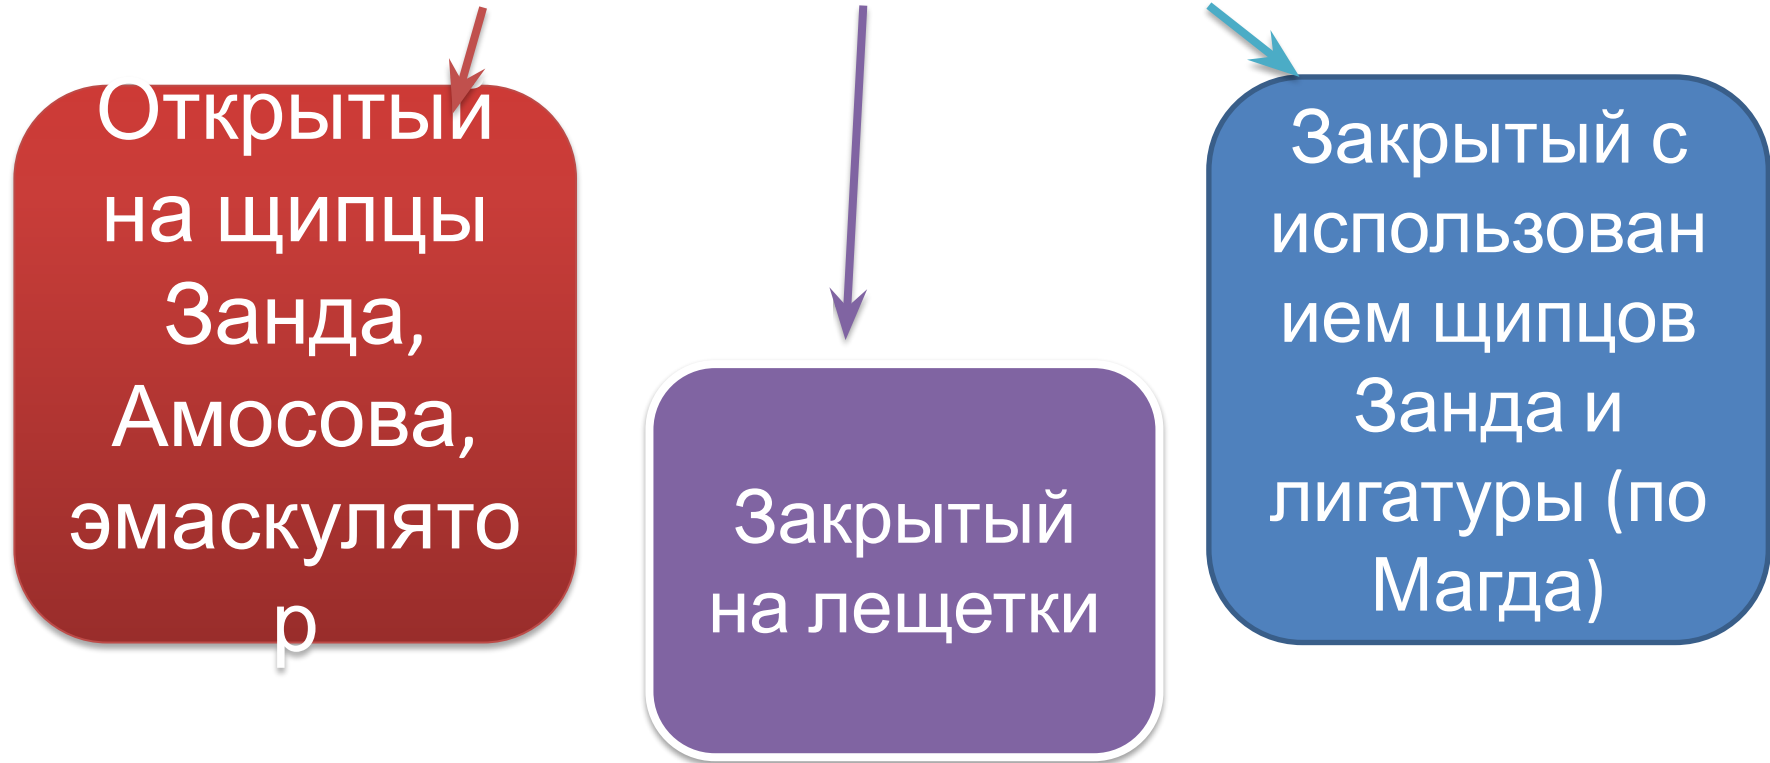 Открытый
на щипцы
Занда,
Амосова,
эмаскулято
р
Закрытый
на лещетки
Закрытый с
использован
ием щипцов
Занда и
лигатуры (по
Магда)